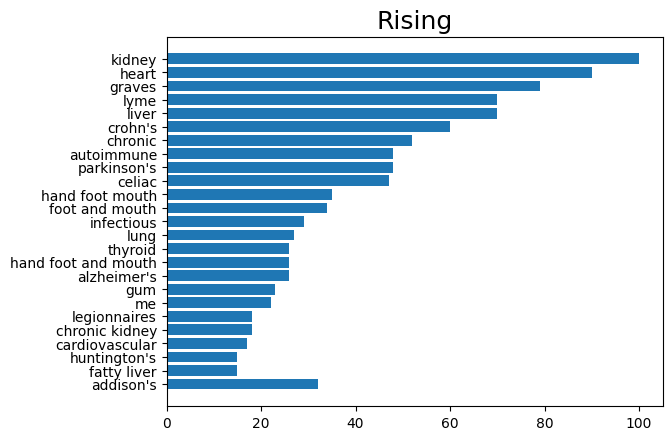 Rising
kidney
heart
graves
lyme
liver
crohn's
chronic
autoimmune
parkinson's
celiac
hand foot mouth
foot and mouth
infectious
lung
thyroid
hand foot and mouth
alzheimer's
gum
me
legionnaires
chronic kidney
cardiovascular
huntington's
fatty liver
addison's
0 20 40 60 80 100